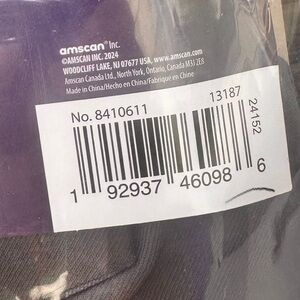 amscan® Inc.
©AMSCAN INC. 2024
WOODCLIFF LAKE, NJ 07677 USA, www.amscan.com
Amscan Canada Ltd., North York, Ontario, Canada M3J 2E8
Made in China/Hecho en China/Fabriqué en Chine
No. 8410611
13187
24152
1 92937 46098 6